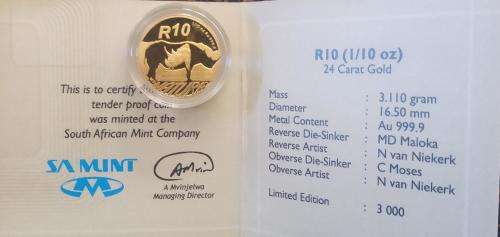 R10
This is to certify
tender proof
was minted at the
South African Mint Company
SA MINT
A Mvinjelwa
Managing Director
R10 (1/10 oz)
24 Carat Gold
Mass : 3.110 gram
Diameter : 16.50 mm
Metal Content : Au 999.9
Reverse Die-Sinker : MD Maloka
Reverse Artist : N van Niekerk
Obverse Die-Sinker : C Moses
Obverse Artist : N van Niekerk
Limited Edition : 3 000